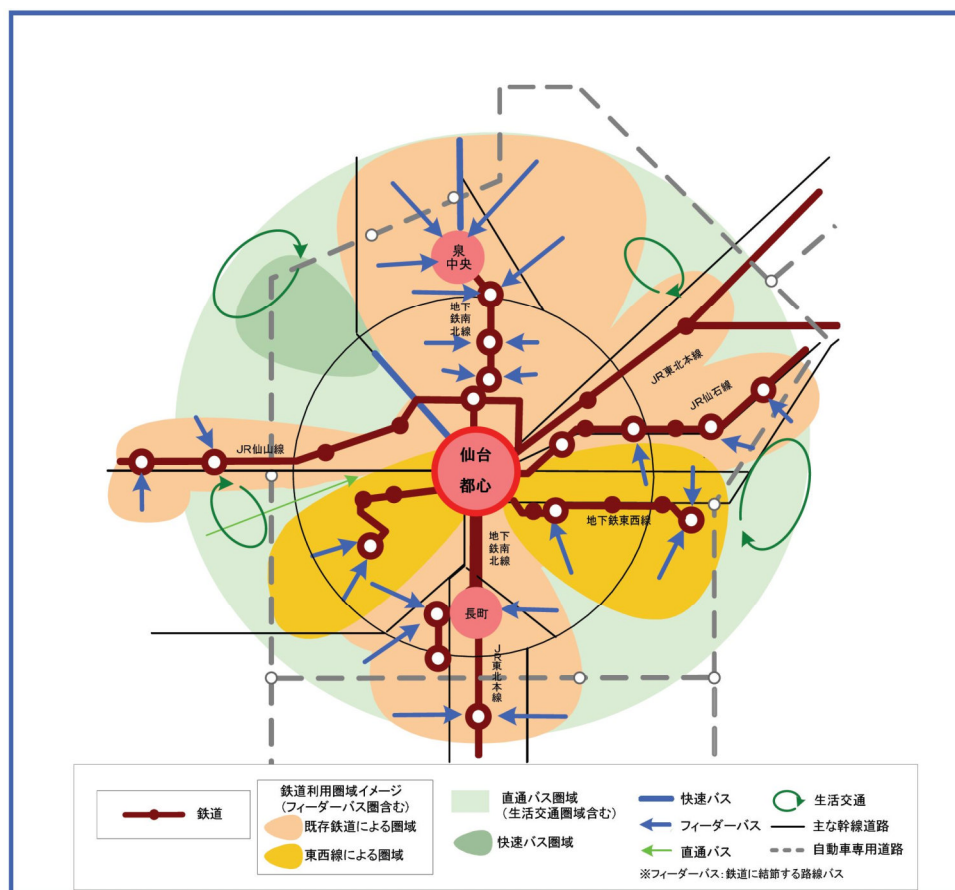 泉
中央
地下
鉄南
北線
JR東北本線
JR仙石線
JR仙山線
仙台
都心
地下鉄東西線
地下
鉄南
北線
長町
JR東北本線
鉄道
鉄道利用圏域イメージ
(フィーダーバス圏含む)
既存鉄道による圏域
東西線による圏域
直通バス圏域
(生活交通圏域含む)
快速バス圏域
快速バス
フィーダーバス
直通バス
生活交通
主な幹線道路
自動車専用道路
※フィーダーバス:鉄道に結節する路線バス